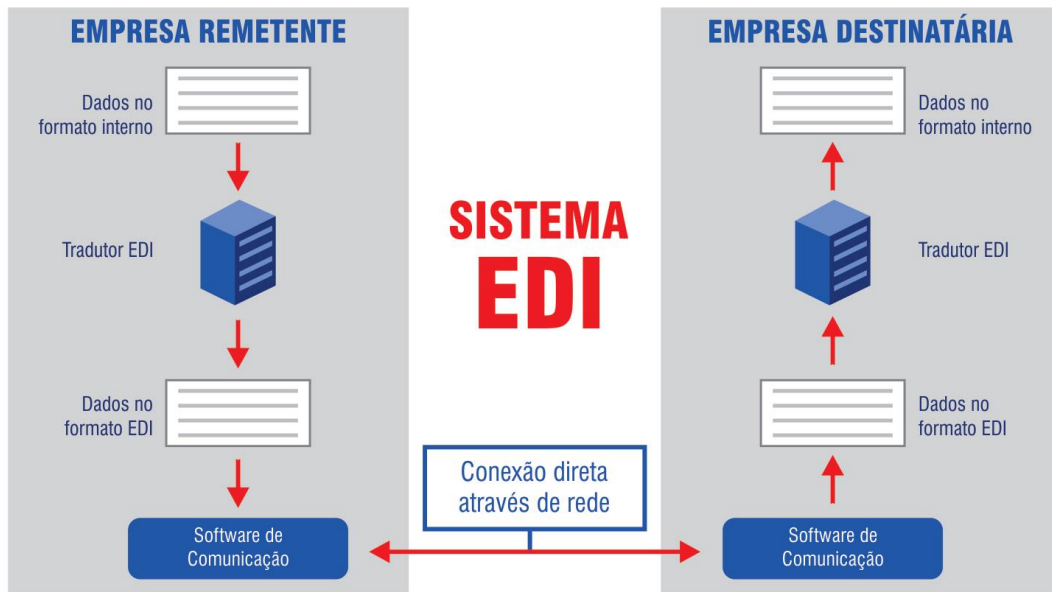 EMPRESA REMETENTE
Dados no
formato interno
Tradutor EDI
Dados no
formato EDI
Software de
Comunicação
SISTEMA
EDI
Conexão direta
através de rede
EMPRESA DESTINATÁRIA
Dados no
formato interno
Tradutor EDI
Dados no
formato EDI
Software de
Comunicação